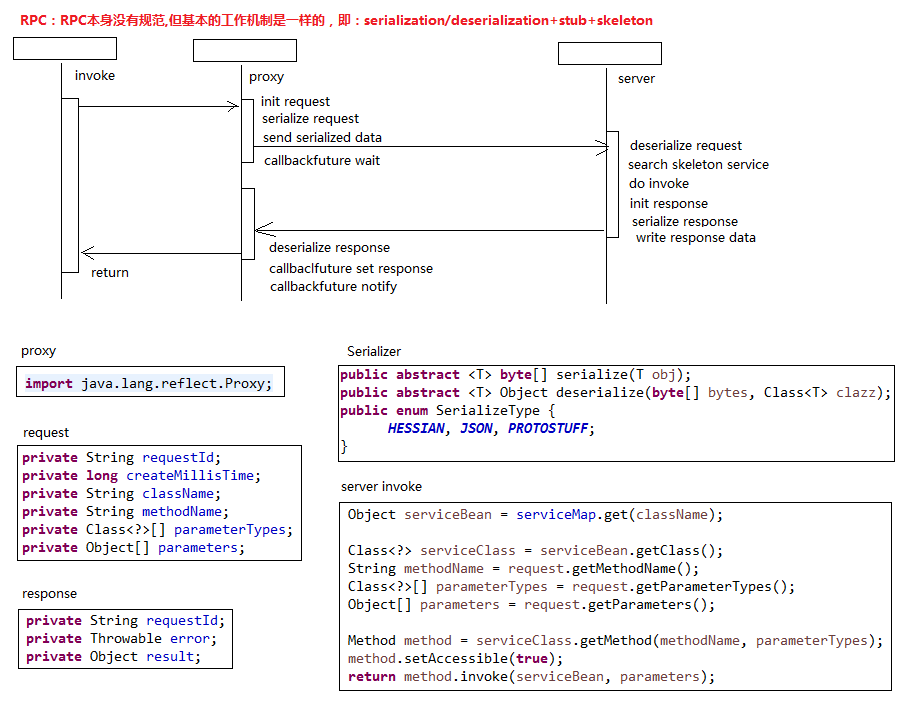 RPC：RPC本身没有规范,但基本的工作机制是一样的，即：serialization/deserialization+stub+skeleton
invoke
proxy
server
init request
serialize request
send serialized data
callbackfuture wait
deserialize request
search skeleton service
do invoke
init response
serialize response
write response data
deserialize response
callbaclfuture set response
callbackfuture notify
return
proxy
import java.lang.reflect.Proxy;
request
private String requestId;
private long createMillisTime;
private String className;
private String methodName;
private Class<?>[] parameterTypes;
private Object[] parameters;
response
private String requestId;
private Throwable error;
private Object result;
Serializer
public abstract <T> byte[] serialize(T obj);
public abstract <T> Object deserialize(byte[] bytes, Class<T> clazz);
public enum SerializeType {
HESSIAN, JSON, PROTOSTUFF;
}
server invoke
Object serviceBean = serviceMap.get(className);
Class<?> serviceClass = serviceBean.getClass();
String methodName = request.getMethodName();
Class<?>[] parameterTypes = request.getParameterTypes();
Object[] parameters = request.getParameters();
Method method = serviceClass.getMethod(methodName, parameterTypes);
method.setAccessible(true);
return method.invoke(serviceBean, parameters);